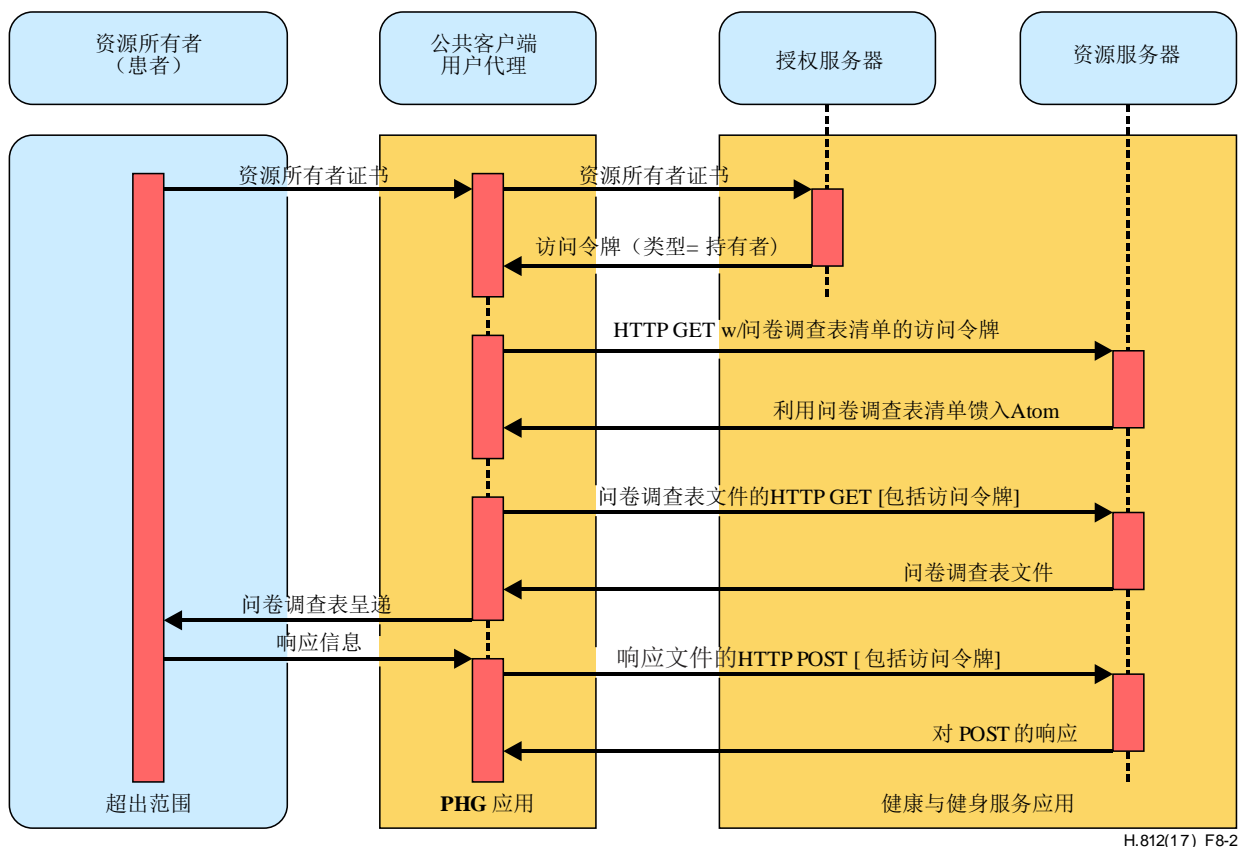 资源所有者
（患者）
公共客户端
用户代理
授权服务器
资源服务器
资源所有者证书
资源所有者证书
访问令牌（类型= 持有者）
HTTP GET w/问卷调查表清单的访问令牌
利用问卷调查表清单馈入Atom
问卷调查表文件的HTTP GET [包括访问令牌]
问卷调查表文件
问卷调查表呈递
响应信息
响应文件的HTTP POST [包括访问令牌]
对 POST 的响应
超出范围
PHG 应用
健康与健身服务应用
H.812(17)_F8-2